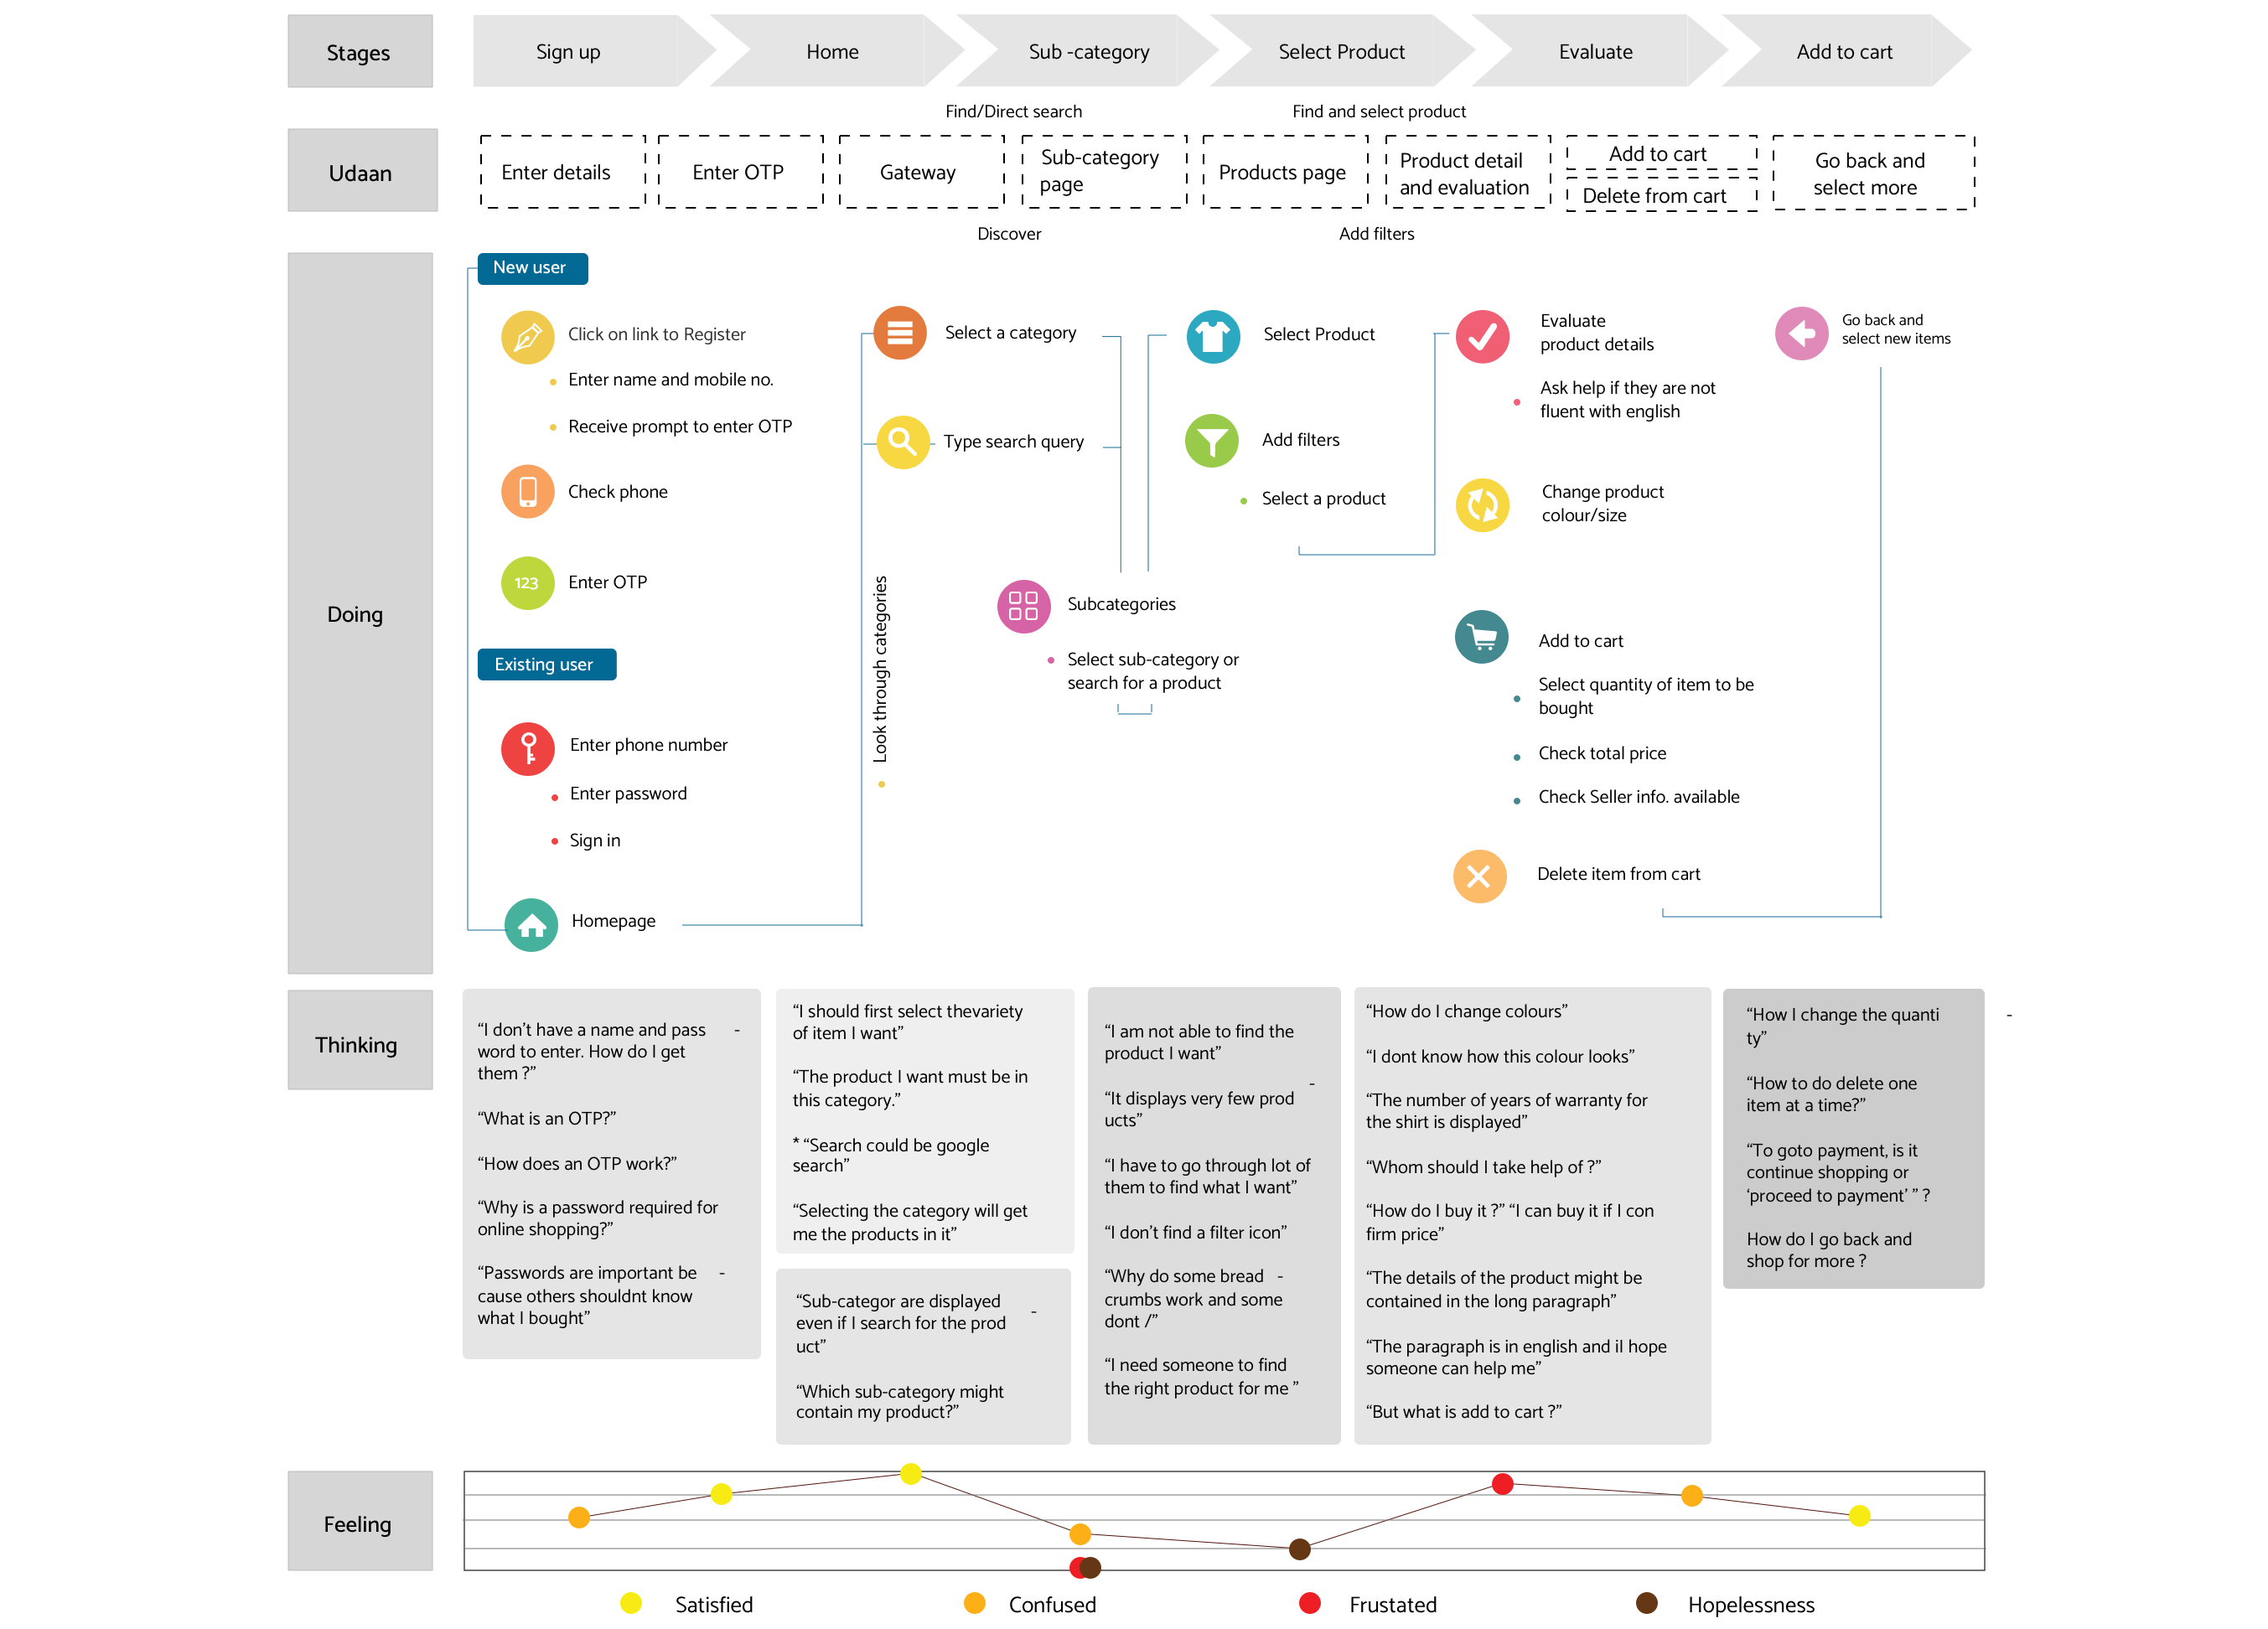 Stages
Sign up
Home
Sub -category
Select Product
Evaluate
Add to cart
Find/Direct search
Find and select product
Udaan
Enter details
Enter OTP
Gateway
Sub-category
page
Products page
Product detail
and evaluation
Add to cart
Delete from cart
Go back and
select more
Discover
Add filters
Doing
New user
Click on link to Register
Enter name and mobile no.
Receive prompt to enter OTP
Check phone
123
Enter OTP
Existing user
Enter phone number
Enter password
Sign in
Homepage
Look through categories
Select a category
Type search query
Subcategories
Select sub-category or
search for a product
Select Product
Add filters
Select a product
Evaluate
product details
Ask help if they are not
fluent with english
Change product
colour/size
Add to cart
Select quantity of item to be
bought
Check total price
Check Seller info. available
Delete item from cart
Go back and
select new items
Thinking
“I don’t have a name and pass -
word to enter. How do I get
them ?”
“What is an OTP?”
“How does an OTP work?”
“Why is a password required for
online shopping?”
“Passwords are important be -
cause others shouldnt know
what I bought”
“I should first select thevariety
of item I want”
“The product I want must be in
this category.”
* “Search could be google
search”
“Selecting the category will get
me the products in it”
“Sub-categor are displayed
even if I search for the prod -
uct”
“Which sub-category might
contain my product?”
“I am not able to find the
product I want”
“It displays very few prod -
ucts”
“I have to go through lot of
them to find what I want”
“I don’t find a filter icon”
“Why do some bread -
crumbs work and some
dont /”
“I need someone to find
the right product for me ”
“How do I change colours”
“I dont know how this colour looks”
“The number of years of warranty for
the shirt is displayed”
“Whom should I take help of ?”
“How do I buy it ?” “I can buy it if I con
firm price”
“The details of the product might be
contained in the long paragraph”
“The paragraph is in english and iI hope
someone can help me”
“But what is add to cart ?”
“How I change the quanti -
ty”
“How to do delete one
item at a time?”
“To goto payment, is it
continue shopping or
‘proceed to payment’ ” ?
How do I go back and
shop for more ?
Feeling
Satisfied
Confused
Frustated
Hopelessness